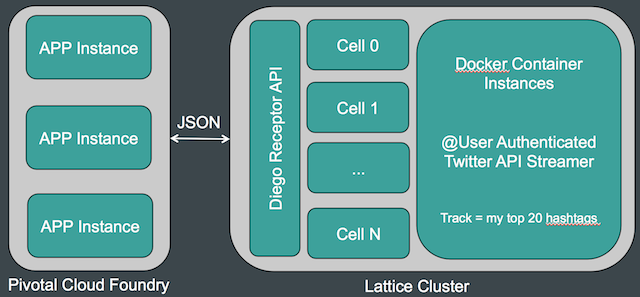 APP Instance
APP Instance
APP Instance
Pivotal Cloud Foundry
JSON
Diego Receptor API
Cell 0
Cell 1
...
Cell N
Docker Container
Instances
@User Authenticated
Twitter API Streamer
Track = my top 20 hashtags
Lattice Cluster